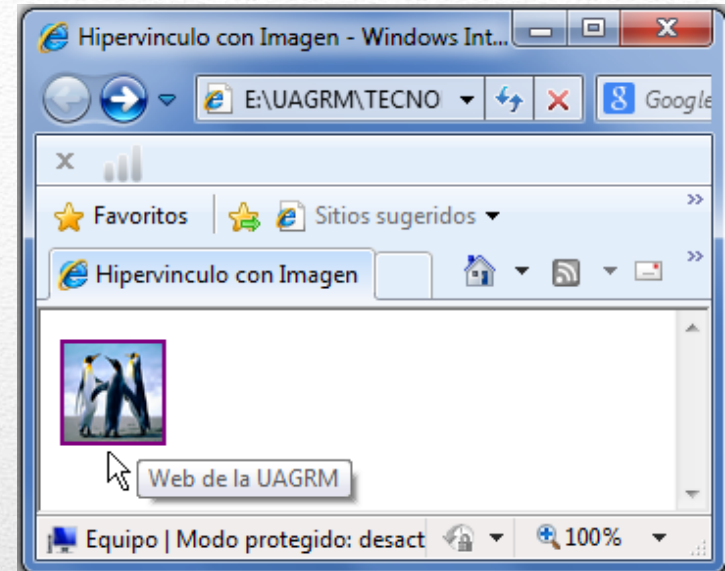 Hipervinculo con Imagen - Windows Int...
E:\UAGRM\TECNO
8 Google
x
Favoritos
Sitios sugeridos
»
Hipervinculo con Imagen
»
Web de la UAGRM
Equipo | Modo protegido: desact
100%